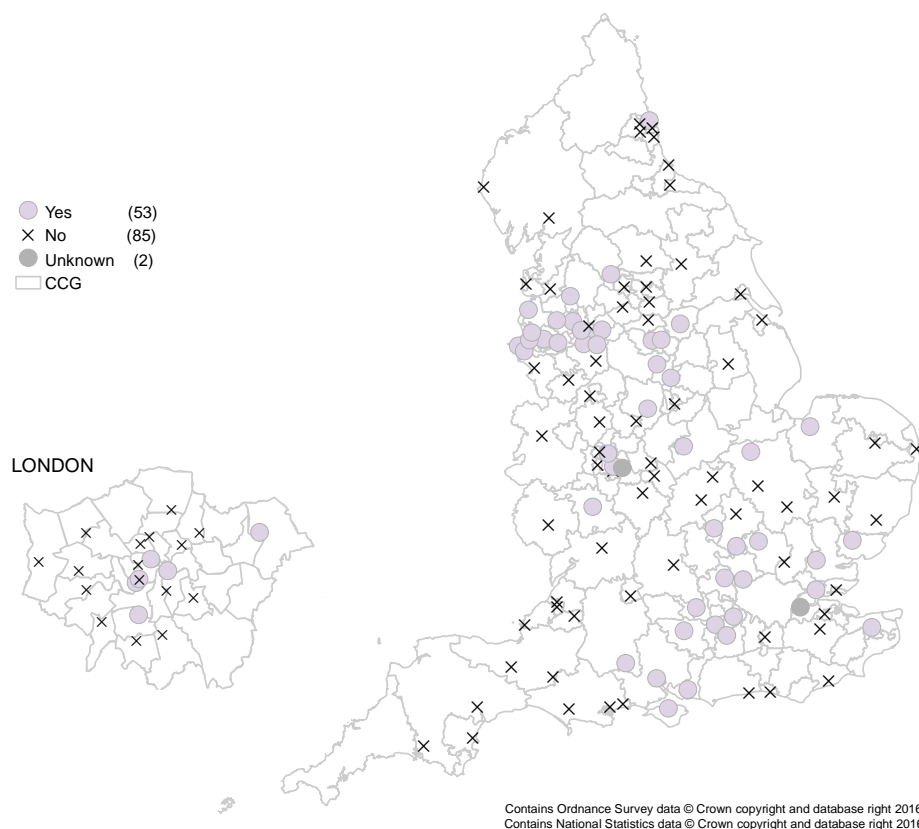 Yes (53)
No (85)
Unknown (2)
CCG
LONDON
Contains Ordnance Survey data © Crown copyright and database right 2016
Contains National Statistics data © Crown copyright and database right 2016